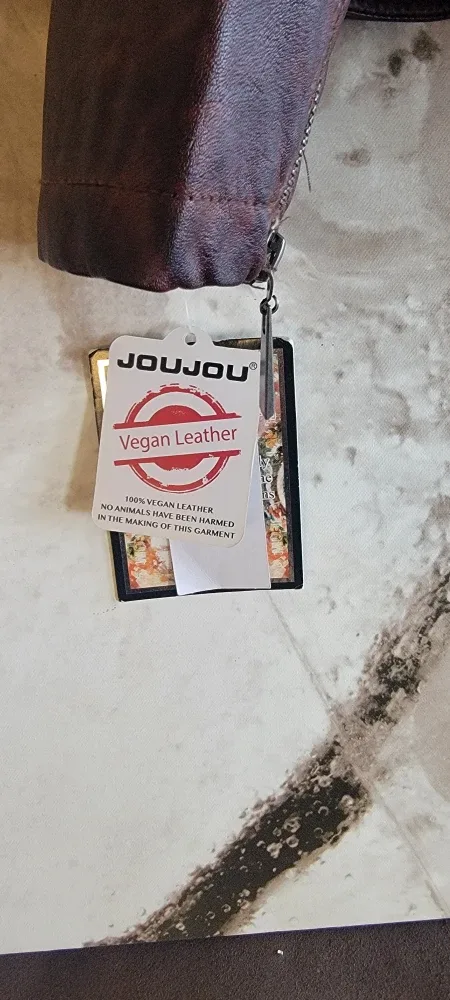 JOUJOU®
Vegan Leather
100% VEGAN LEATHER
NO ANIMALS HAVE BEEN HARMED
IN THE MAKING OF THIS GARMENT